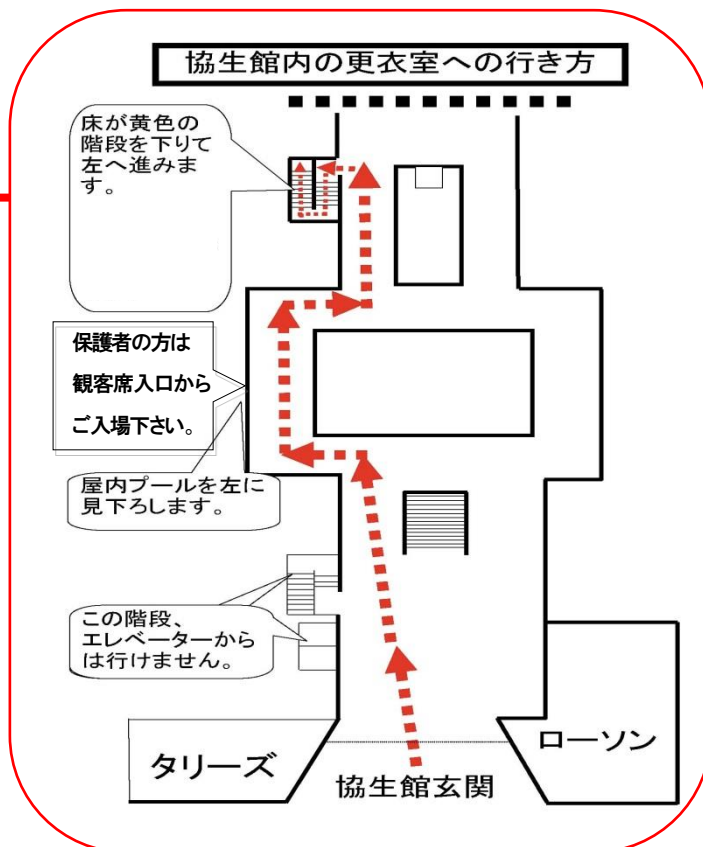 協生館内の更衣室への行き方
床が黄色の
階段を下りて
左へ進みま
す。
保護者の方は
観客席入口から
ご入場下さい。
屋内プールを左に
見下ろします。
この階段、
エレベーターから
は行けません。
タリーズ
ローソン
協生館玄関